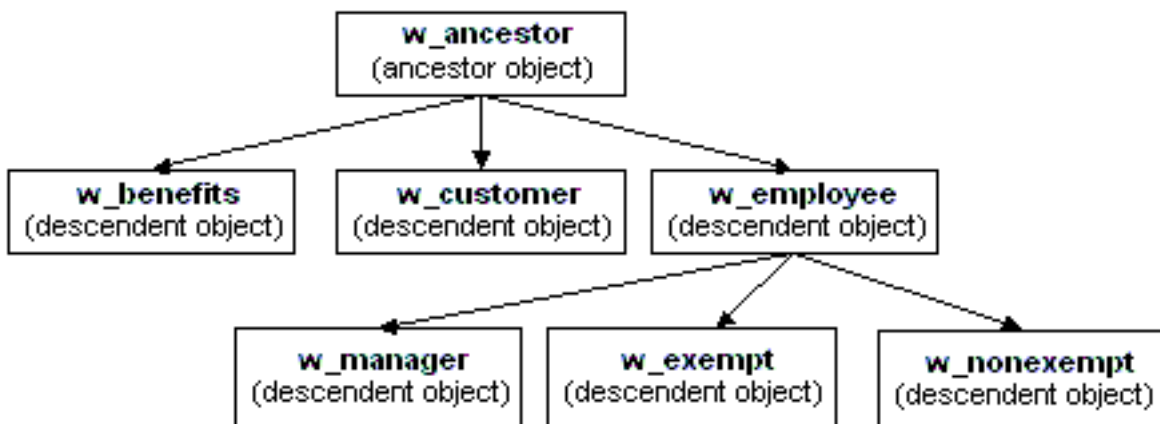 w_ancestor
(ancestor object)
w_benefits
(descendent object)
w_customer
(descendent object)
w_employee
(descendent object)
w_manager
(descendent object)
w_exempt
(descendent object)
w_nonexempt
(descendent object)